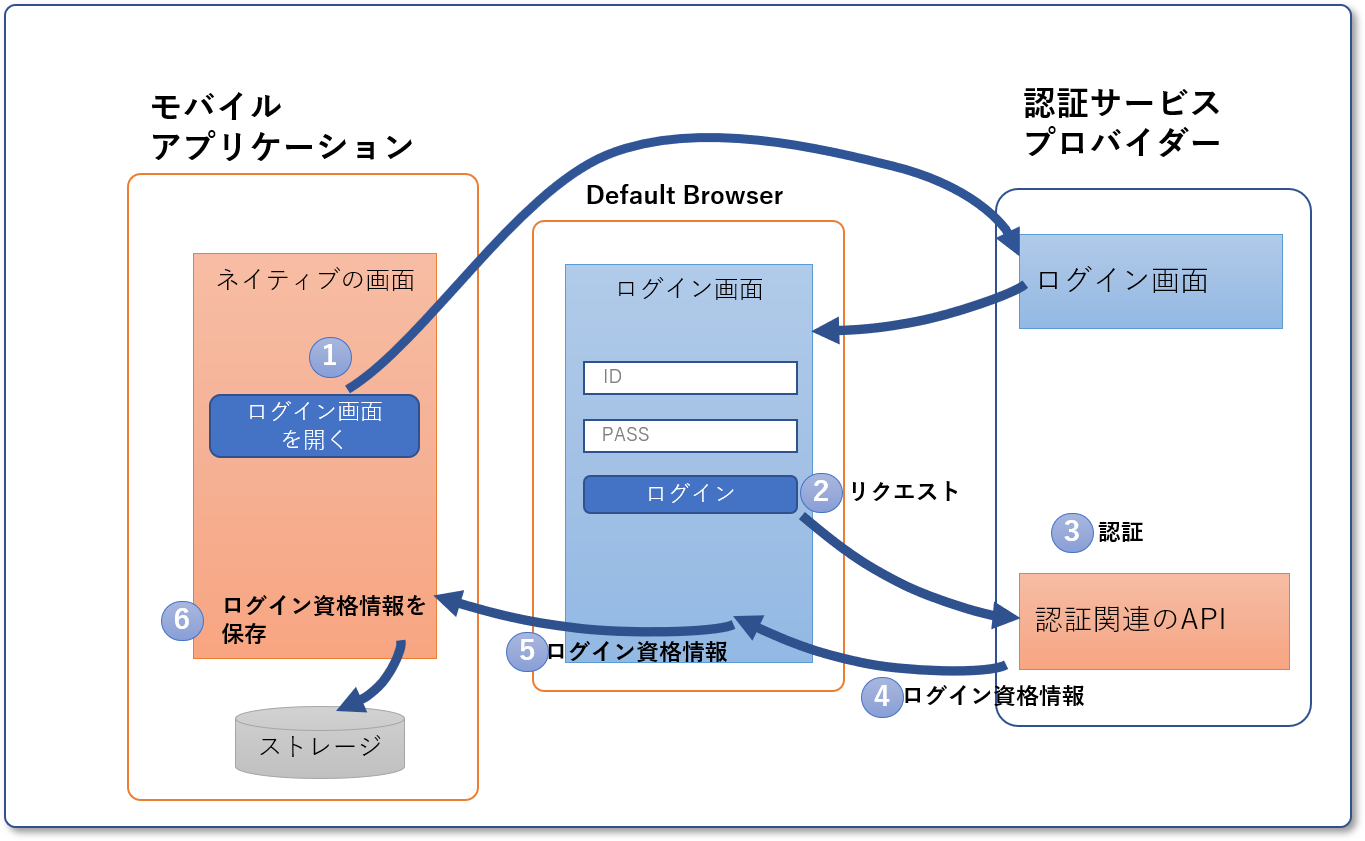 モバイル
アプリケーション
認証サービス
プロバイダー
Default Browser
ネイティブの画面
1
ログイン画面
を開く
ログイン画面
ID
PASS
ログイン
2 リクエスト
ログイン画面
3 認証
認証関連のAPI
4 ログイン資格情報
5 ログイン資格情報
6 ログイン資格情報を
保存
ストレージ